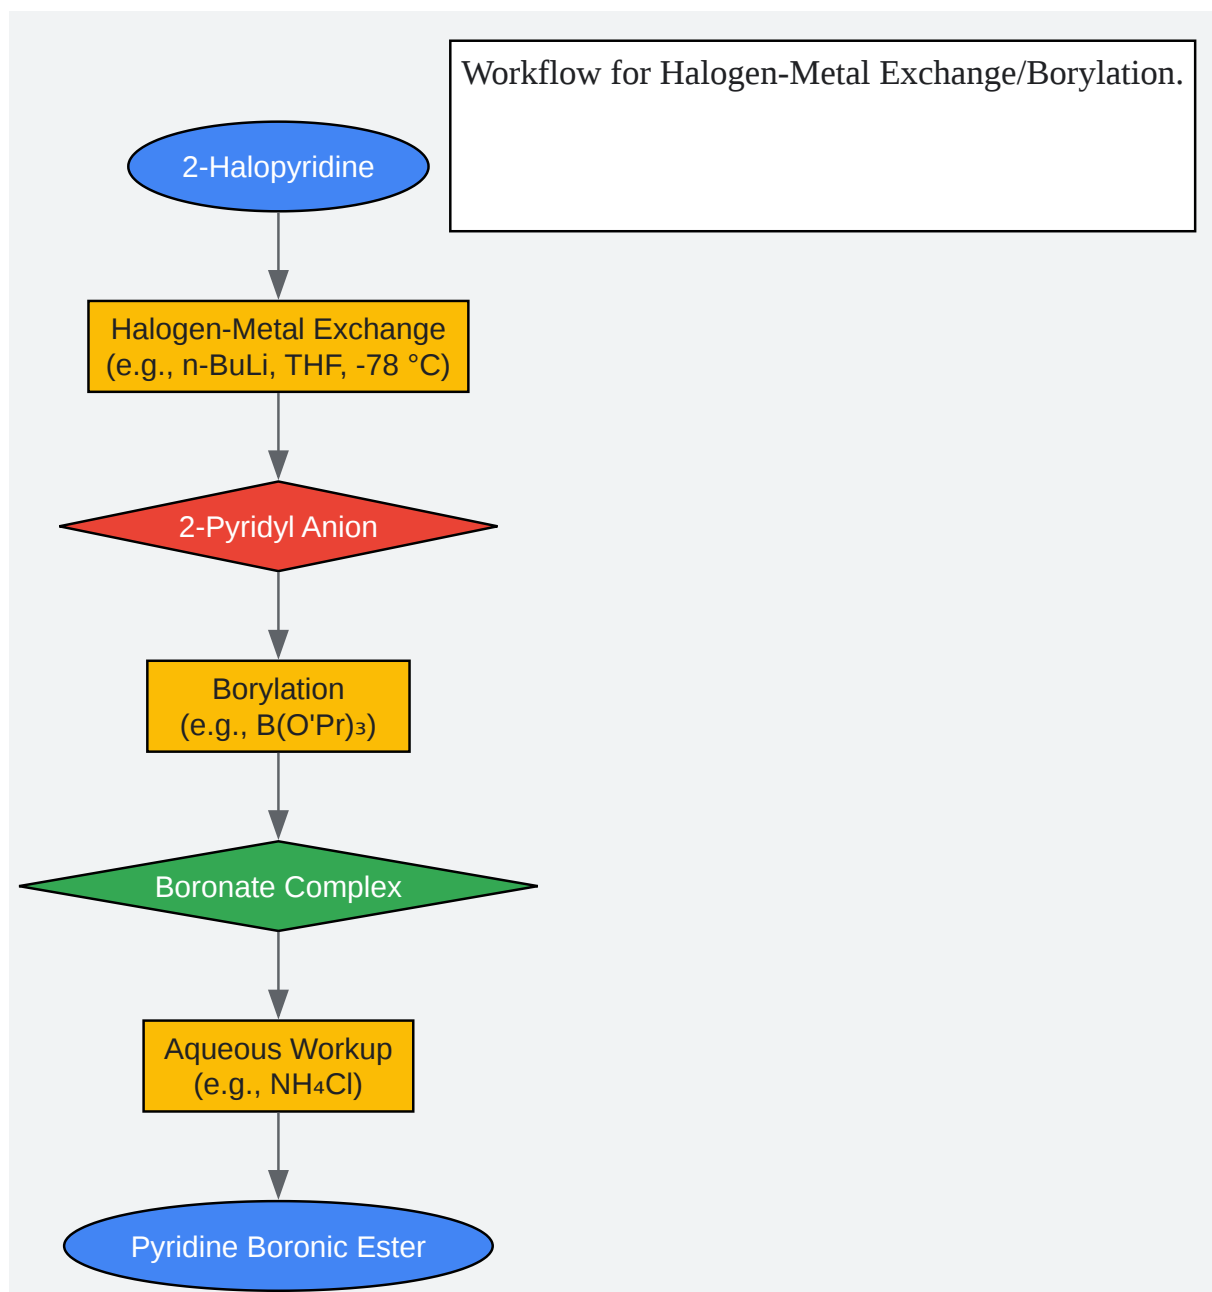 Workflow for Halogen-Metal Exchange/Borylation.
2-Halopyridine
Halogen-Metal Exchange
(e.g., n-BuLi, THF, -78 °C)
2-Pyridyl Anion
Borylation
(e.g., B(O'Pr)₃)
Boronate Complex
Aqueous Workup
(e.g., NH₄Cl)
Pyridine Boronic Ester